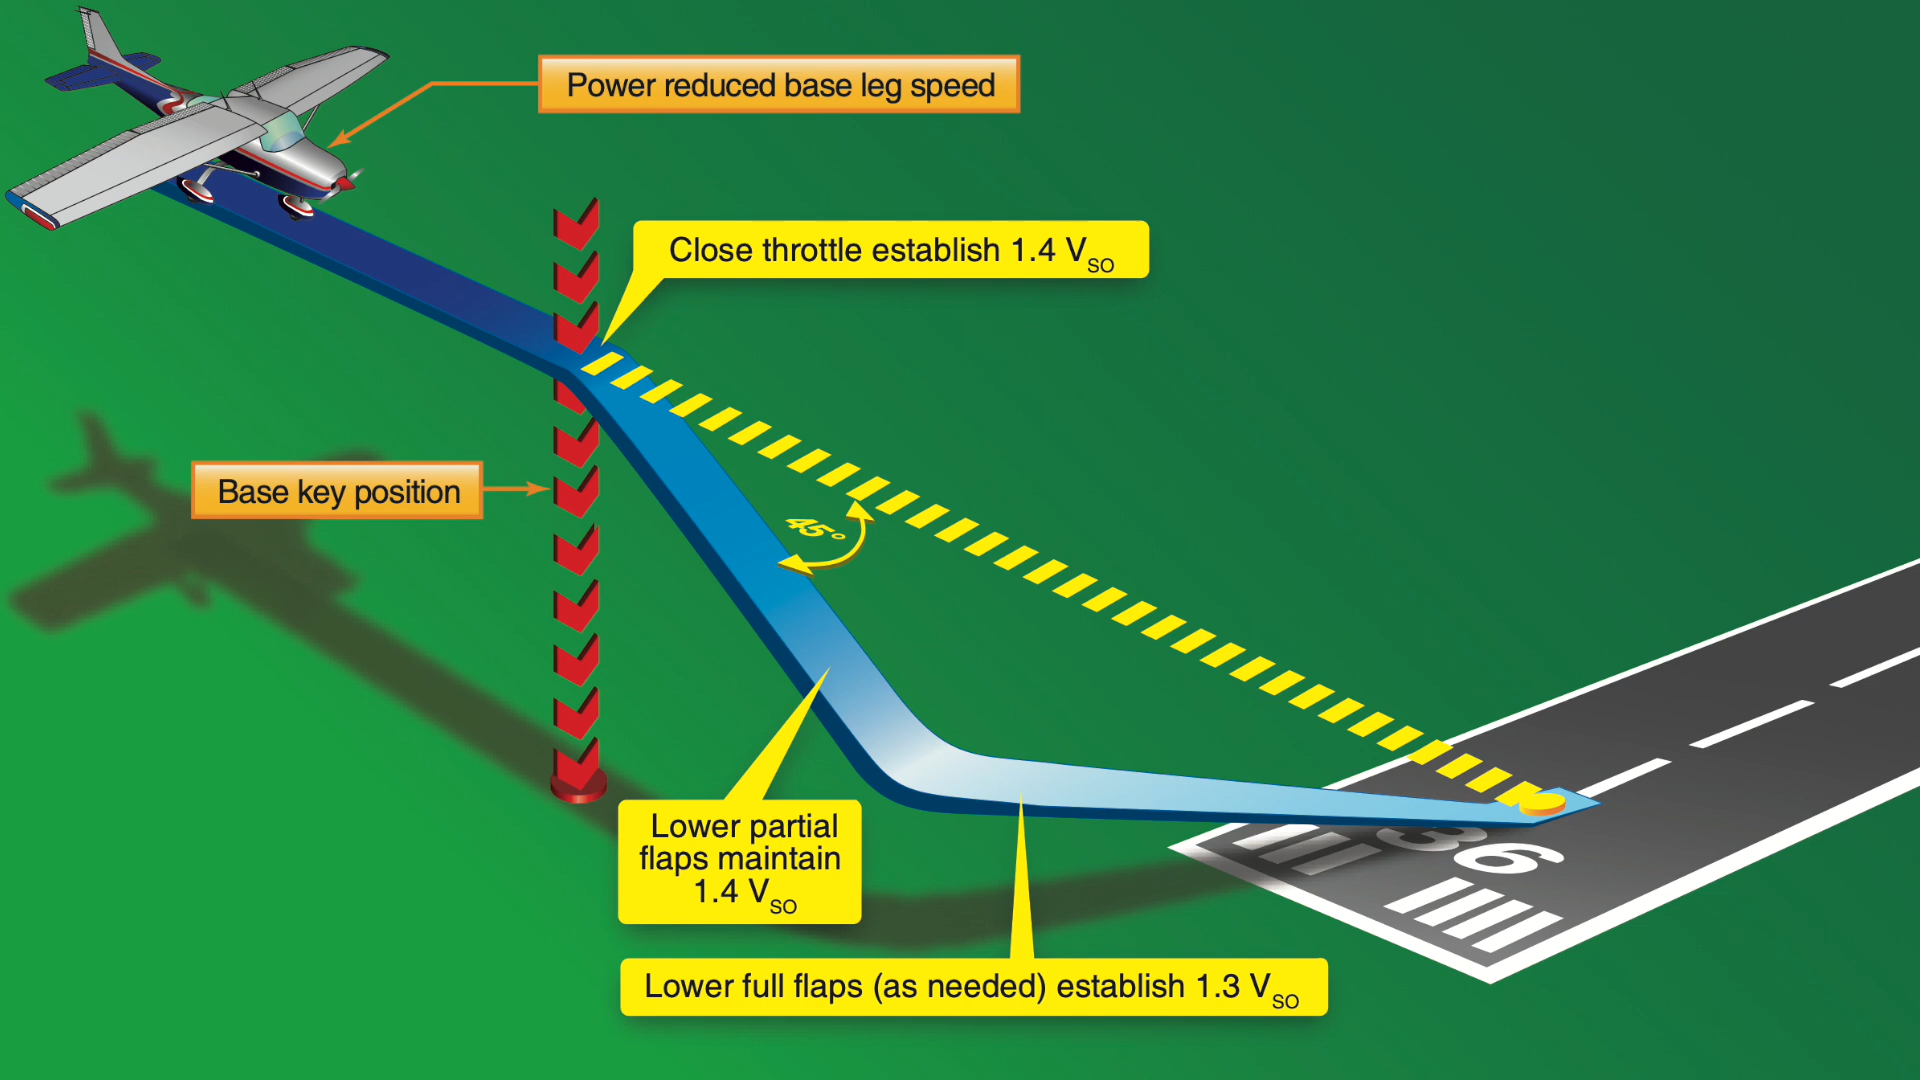 Power reduced base leg speed
Close throttle establish 1.4 VSO
Base key position
45°
Lower partial
flaps maintain
1.4 VSO
36
Lower full flaps (as needed) establish 1.3 VSO